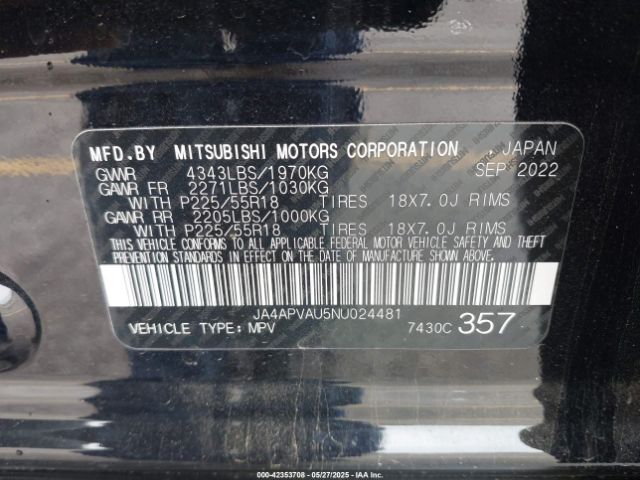 MFD.BY MITSUBISHI MOTORS CORPORATION, JAPAN
GVWR 4343LBS/1970KG SEP 2022
GAWR FR 2271LBS/1030KG
WITH P225/55R18 TIRES 18X7.0J RIMS
GAWR RR 2205LBS/1000KG
WITH P225/55R18 TIRES 18X7.0J RIMS
THIS VEHICLE CONFORMS TO ALL APPLICABLE FEDERAL MOTOR VEHICLE SAFETY AND THEFT
PREVENTION STANDARDS IN EFFECT ON THE DATE OF MANUFACTURE SHOWN ABOVE.
JA4APVAU5NU024481
VEHICLE TYPE:MPV 7430C 357
000-42353708 - 05/27/2025 - IAA Inc.